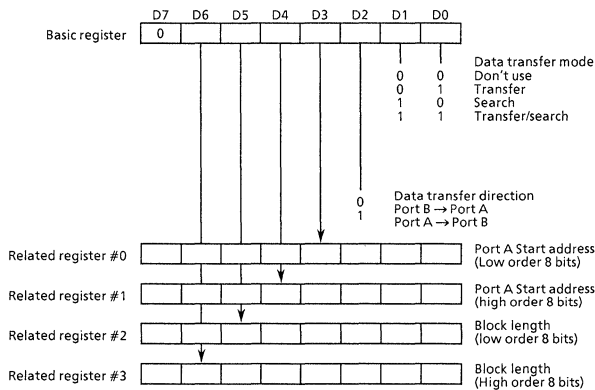 D7 D6 D5 D4 D3 D2 D1 D0
Basic register 0
Data transfer mode
0 0 Don't use
0 1 Transfer
1 0 Search
1 1 Transfer/search
Data transfer direction
0 Port B → Port A
1 Port A → Port B
Related register #0 Port A Start address
(Low order 8 bits)
Related register #1 Port A Start address
(high order 8 bits)
Related register #2 Block length
(low order 8 bits)
Related register #3 Block length
(High order 8 bits)